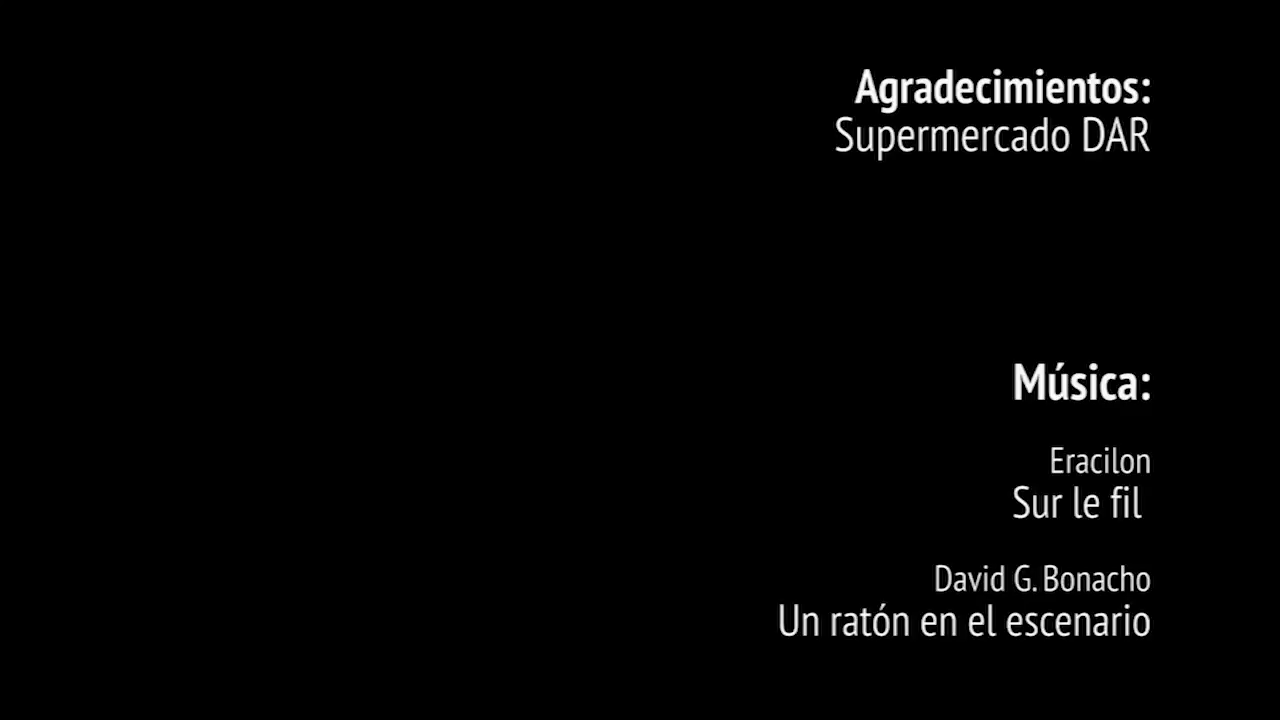 Agradecimientos:
Supermercado DAR
Música:
Eracilon
Sur le fil
David G. Bonacho
Un ratón en el escenario